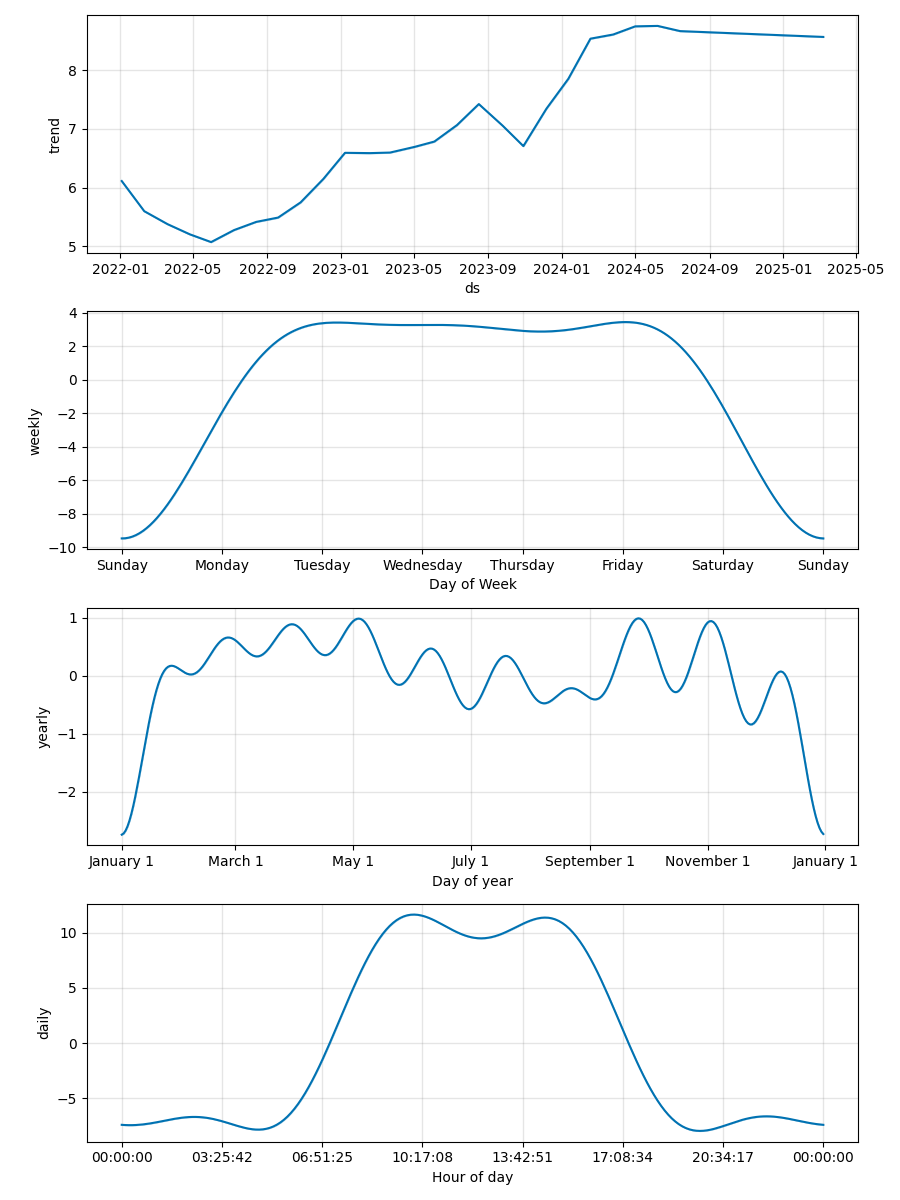 8
7
6
5
trend
2022-01 2022-05 2022-09 2023-01 2023-05 2023-09 2024-01 2024-05 2024-09 2025-01 2025-05
ds
4
2
0
−2
−4
−6
−8
−10
weekly
Sunday Monday Tuesday Wednesday Thursday Friday Saturday Sunday
Day of Week
1
0
−1
−2
yearly
January 1 March 1 May 1 July 1 September 1 November 1 January 1
Day of year
10
5
0
−5
daily
00:00:00 03:25:42 06:51:25 10:17:08 13:42:51 17:08:34 20:34:17 00:00:00
Hour of day